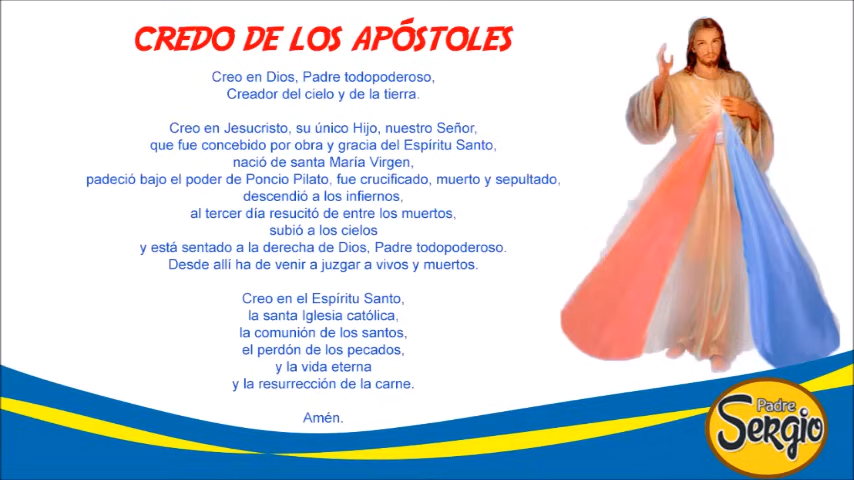 CREDO DE LOS APÓSTOLES
Creo en Dios, Padre todopoderoso,
Creador del cielo y de la tierra.
Creo en Jesucristo, su único Hijo, nuestro Señor,
que fue concebido por obra y gracia del Espíritu Santo,
nació de santa María Virgen,
padeció bajo el poder de Poncio Pilato, fue crucificado, muerto y sepultado,
descendió a los infiernos,
al tercer día resucitó de entre los muertos,
subió a los cielos
y está sentado a la derecha de Dios, Padre todopoderoso.
Desde allí ha de venir a juzgar a vivos y muertos.
Creo en el Espíritu Santo,
la santa Iglesia católica,
la comunión de los santos,
el perdón de los pecados,
y la vida eterna
y la resurrección de la carne.
Amén.
Padre
Sergio